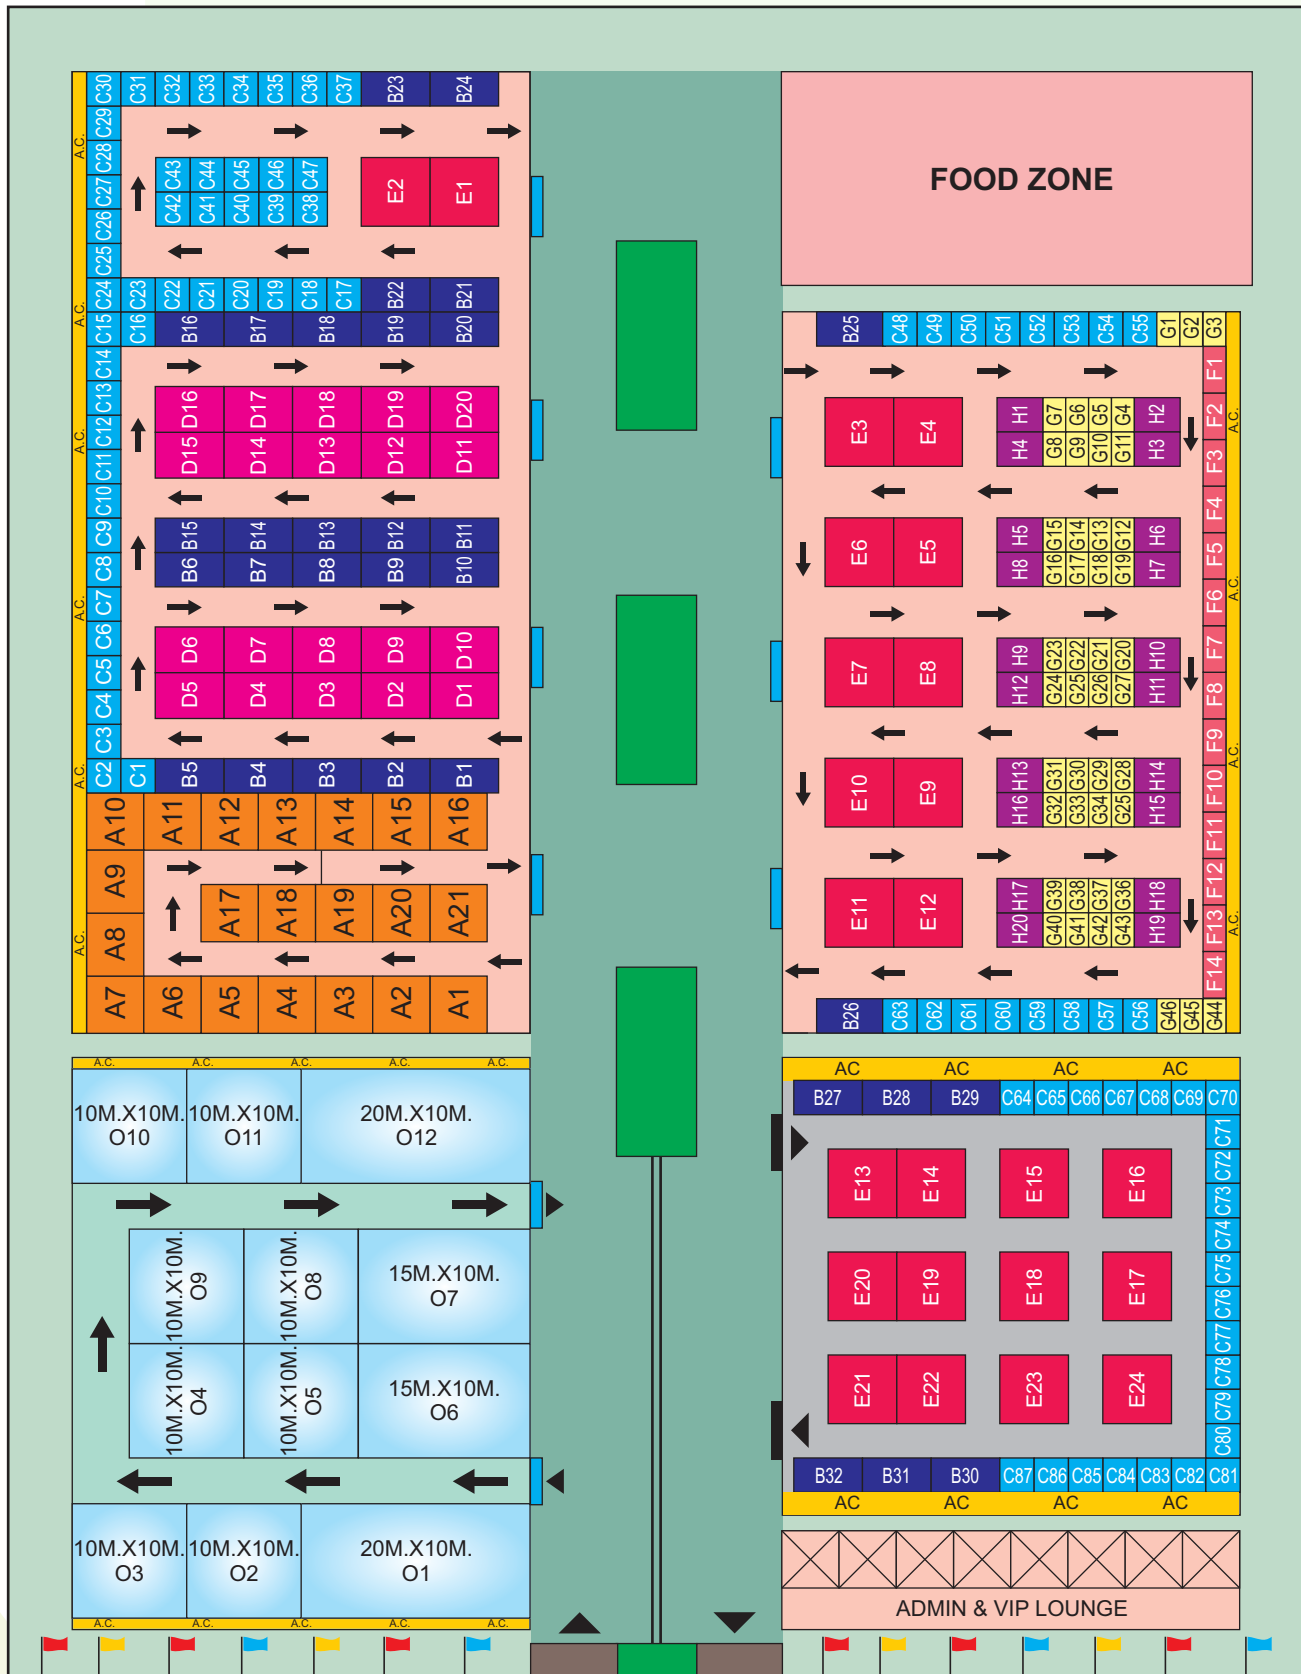 C30 C31 C32 C33 C34 C35 C36 C37 B23 B24
C29
C28
C27
C26
C25
C24
C15
C14
C13
C12
C11
C10
C9
C8
C7
C6
C5
C4
C3
C2
A.C.
A.C.
A.C.
A.C.
A.C.
A.C.
C43 C44 C45 C46 C47
C42 C41 C40 C39 C38
E2 E1
C23 C22 C21 C20 C19 C18 C17 B22 B21
C16 B16 B17 B18 B19 B20
D16 D17 D18 D19 D20
D15 D14 D13 D12 D11
B15 B14 B13 B12 B11
B6 B7 B8 B9 B10
D6 D7 D8 D9 D10
D5 D4 D3 D2 D1
C1 B5 B4 B3 B2 B1
A10 A11 A12 A13 A14 A15 A16
A9
A8
A17 A18 A19 A20 A21
A7 A6 A5 A4 A3 A2 A1
A.C. A.C. A.C. A.C. A.C.
10M.X10M.
O10
10M.X10M.
O11
20M.X10M.
O12
10M.X10M.
O9
10M.X10M.
O8
15M.X10M.
O7
10M.X10M.
O4
10M.X10M.
O5
15M.X10M.
O6
10M.X10M.
O3
10M.X10M.
O2
20M.X10M.
O1
A.C. A.C. A.C. A.C. A.C.
FOOD ZONE
B25 C48 C49 C50 C51 C52 C53 C54 C55 G1 G2 G3
F1
F2
F3
F4
F5
F6
F7
F8
F9
F10
F11
F12
F13
F14
A.C.
A.C.
A.C.
A.C.
E3 E4
H1 G7 G6 G5 G4 H2
H4 G8 G9 G10 G11 H3
E6 E5
H5 G15 G14 G13 G12 H6
H8 G16 G17 G18 G19 H7
E7 E8
H9 G23 G22 G21 G20 H10
H12 G24 G25 G26 G27 H11
E10 E9
H13 G31 G30 G29 G28 H14
H16 G32 G33 G34 G25 H15
E11 E12
H17 G39 G38 G37 G36 H18
H20 G40 G41 G42 G43 H19
B26 C63 C62 C61 C60 C59 C58 C57 C56 G46 G45 G44
AC AC AC AC
B27 B28 B29 C64 C65 C66 C67 C68 C69 C70
C71
C72
C73
C74
C75
C76
C77
C78
C79
C80
E13 E14 E15 E16
E20 E19 E18 E17
E21 E22 E23 E24
B32 B31 B30 C87 C86 C85 C84 C83 C82 C81
AC AC AC AC
ADMIN & VIP LOUNGE